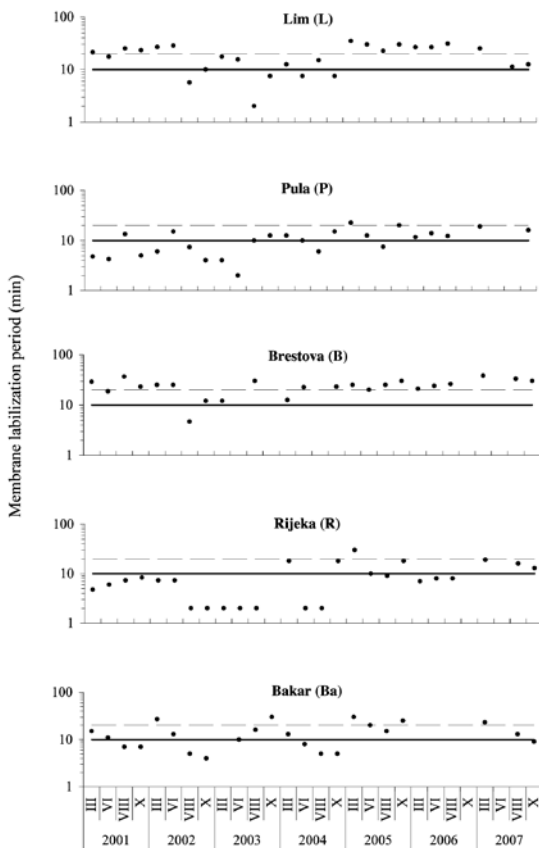 Lim (L)
100
10
1
Pula (P)
100
10
1
Membrane labilization period (min)
Brestova (B)
100
10
1
Rijeka (R)
100
10
1
Bakar (Ba)
100
10
1
III VI VIII X III VI VIII X III VI VIII X III VI VIII X III VI VIII X III VI VIII X III VI VIII X
2001 2002 2003 2004 2005 2006 2007